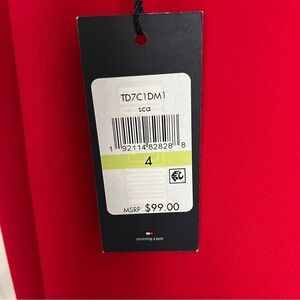 TD7C1DM1
sca
1 92114 82828 8
4
MSRP $99.00
tommy.com